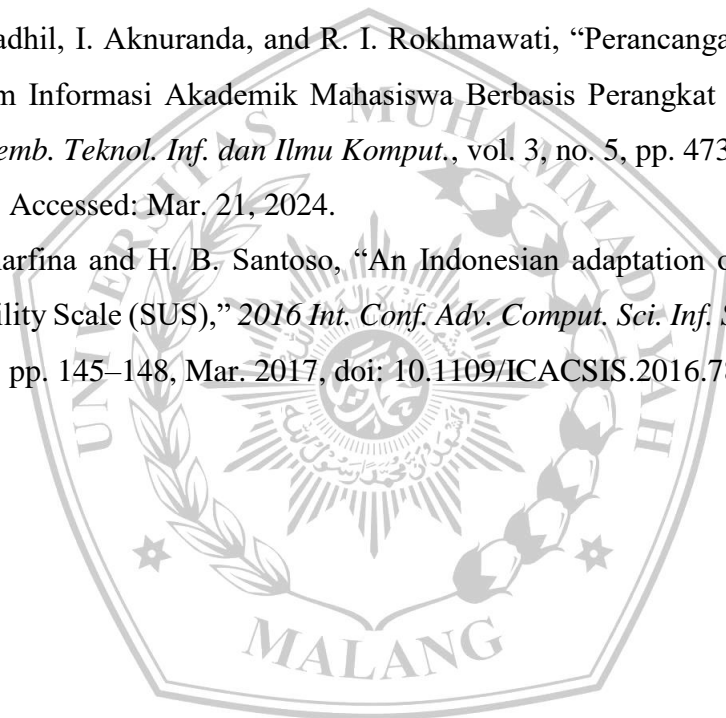 adhil, I. Aknuranda, and R. I. Rokhmawati, “Perancanga
m Informasi Akademik Mahasiswa Berbasis Perangkat
emb. Teknol. Inf. dan Ilmu Komput., vol. 3, no. 5, pp. 473
Accessed: Mar. 21, 2024.
arfina and H. B. Santoso, “An Indonesian adaptation o
ility Scale (SUS),” 2016 Int. Conf. Adv. Comput. Sci. Inf. S
pp. 145–148, Mar. 2017, doi: 10.1109/ICACSIS.2016.7
UNIVERSITAS MUHAMMADIYAH
MALANG